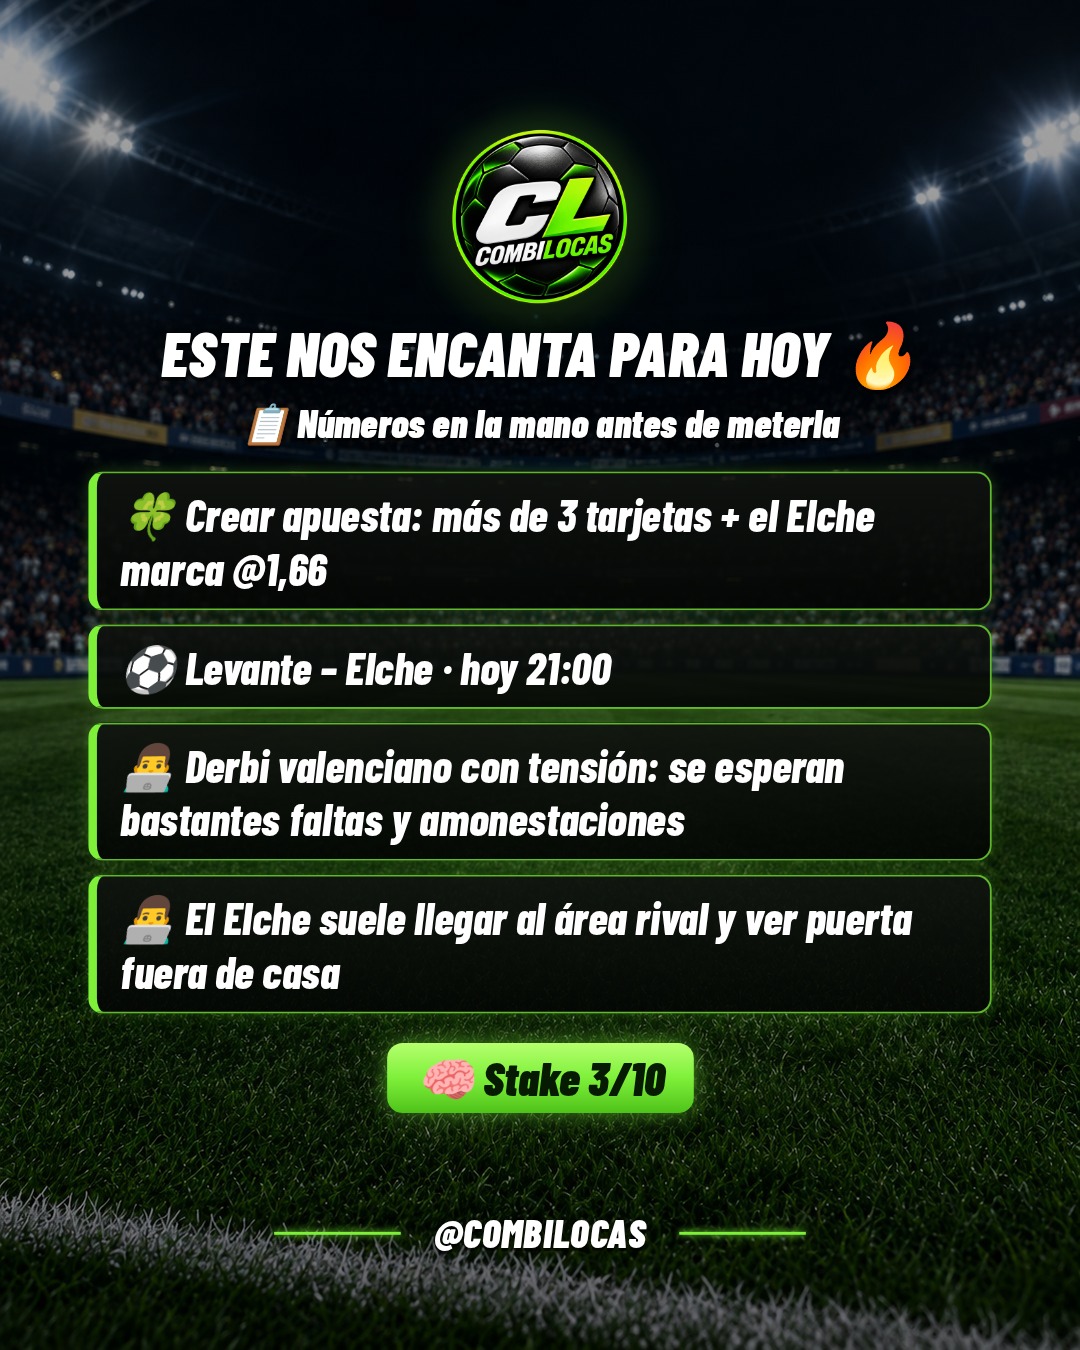 CL
COMBILOCAS
ESTE NOS ENCANTA PARA HOY 🔥
📋 Números en la mano antes de meterla
🍀 Crear apuesta: más de 3 tarjetas + el Elche
marca @1,66
⚽ Levante – Elche · hoy 21:00
👨‍💻 Derbi valenciano con tensión: se esperan
bastantes faltas y amonestaciones
👨‍💻 El Elche suele llegar al área rival y ver puerta
fuera de casa
🧠 Stake 3/10
@COMBILOCAS